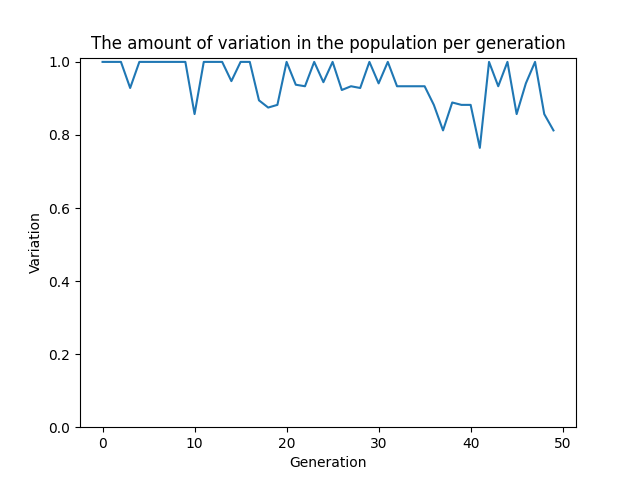 The amount of variation in the population per generation
1.0
0.8
0.6
0.4
0.2
0.0
Variation
0 10 20 30 40 50
Generation